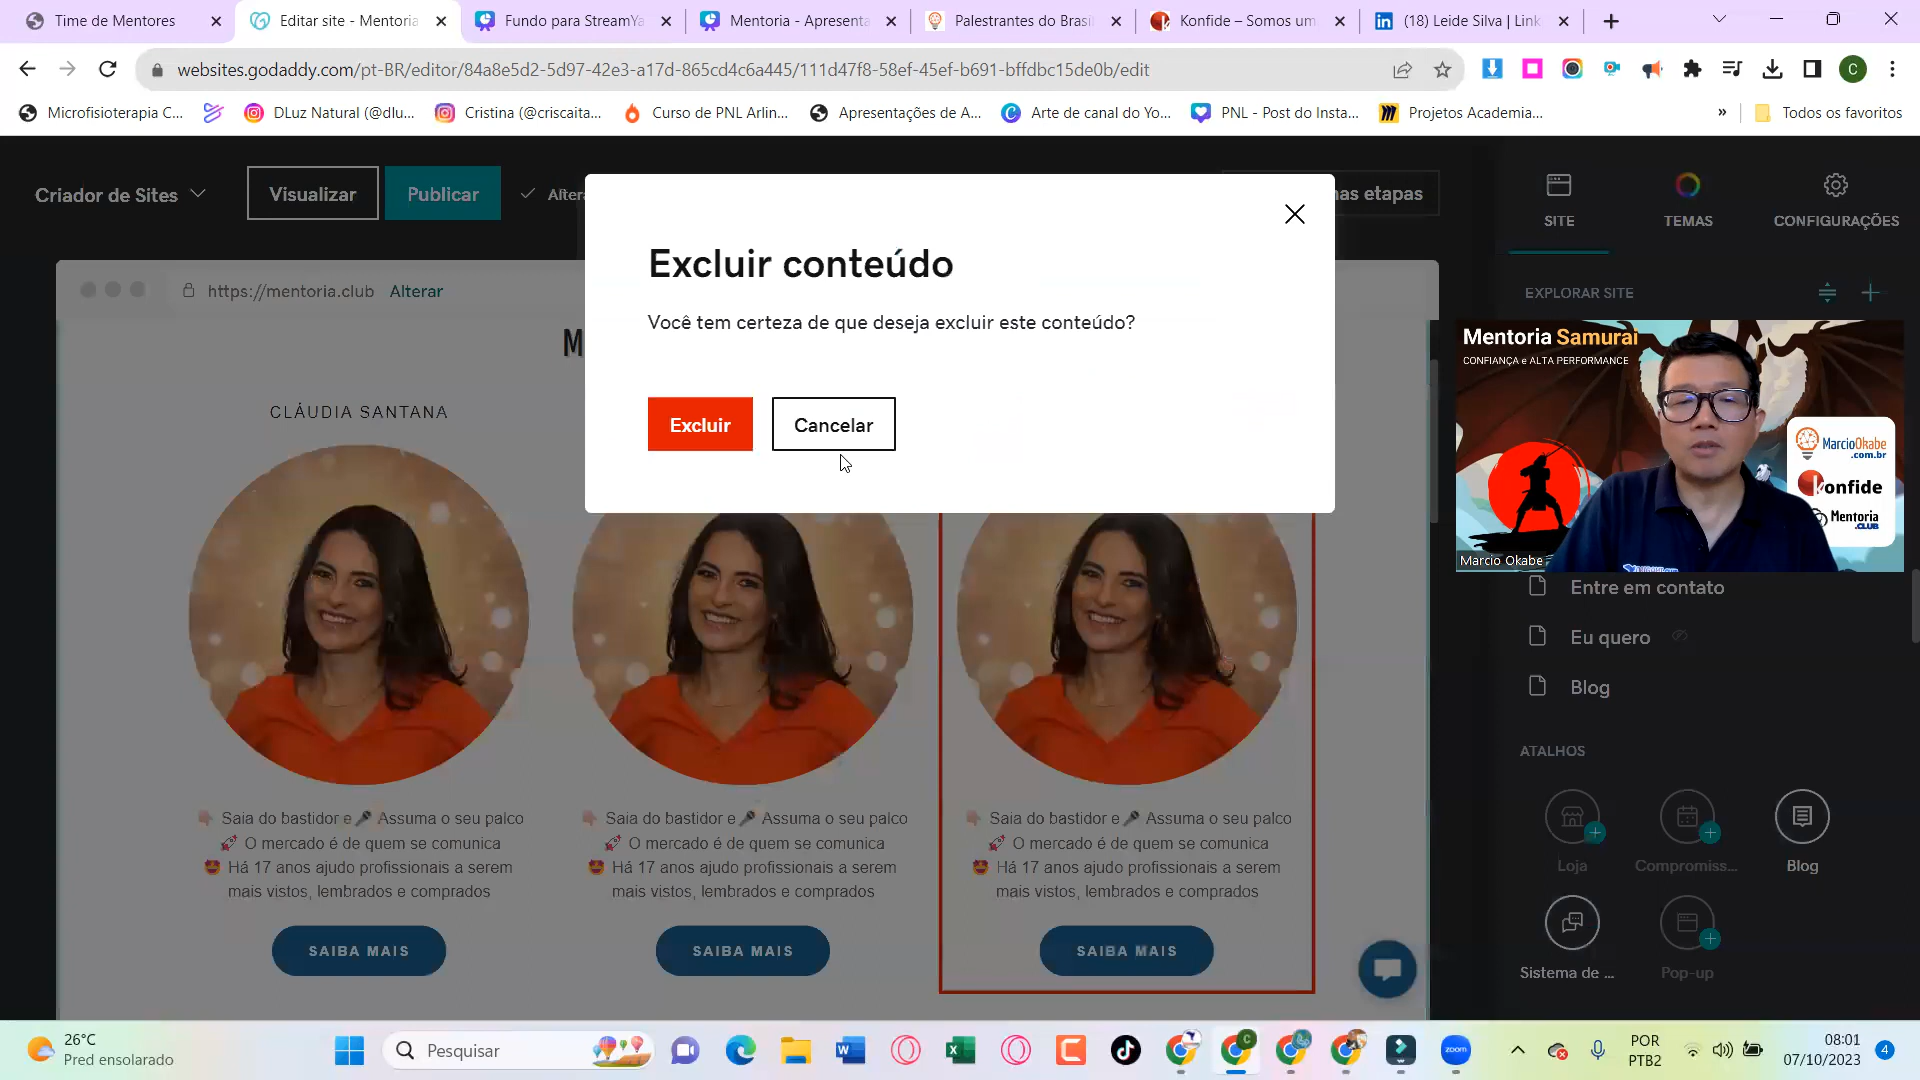 Time de Mentores
Editar site - Mentoria
Fundo para StreamYa
Mentoria - Apresenta
Palestrantes do Brasil
Konfide – Somos um
(18) Leide Silva | Link
websites.godaddy.com/pt-BR/editor/84a8e5d2-5d97-42e3-a17d-865cd4c6a445/111d47f8-58ef-45ef-b691-bffdbc15de0b/edit
C
Microfisioterapia C...
DLuz Natural (@dlu...
Cristina (@criscaita...
Curso de PNL Arlin...
Apresentações de A...
Arte de canal do Yo...
PNL - Post do Insta...
Projetos Academia...
»
Todos os favoritos
Criador de Sites
Visualizar
Publicar
Altera
nas etapas
SITE
TEMAS
CONFIGURAÇÕES
https://mentoria.club Alterar
EXPLORAR SITE
Excluir conteúdo
Você tem certeza de que deseja excluir este conteúdo?
Excluir
Cancelar
M
CLÁUDIA SANTANA
Mentoria Samurai
CONFIANÇA e ALTA PERFORMANCE
MarcioOkabe
.com.br
Konfide
Mentoria
.CLUB
Marcio Okabe
Entre em contato
Eu quero
Blog
ATALHOS
Loja
Compromiss...
Blog
Sistema de ...
Pop-up
Saia do bastidor e Assuma o seu palco
O mercado é de quem se comunica
Há 17 anos ajudo profissionais a serem
mais vistos, lembrados e comprados
SAIBA MAIS
Saia do bastidor e Assuma o seu palco
O mercado é de quem se comunica
Há 17 anos ajudo profissionais a serem
mais vistos, lembrados e comprados
SAIBA MAIS
Saia do bastidor e Assuma o seu palco
O mercado é de quem se comunica
Há 17 anos ajudo profissionais a serem
mais vistos, lembrados e comprados
SAIBA MAIS
26°C
Pred ensolarado
Pesquisar
zoom
POR
PTB2
08:01
07/10/2023
4